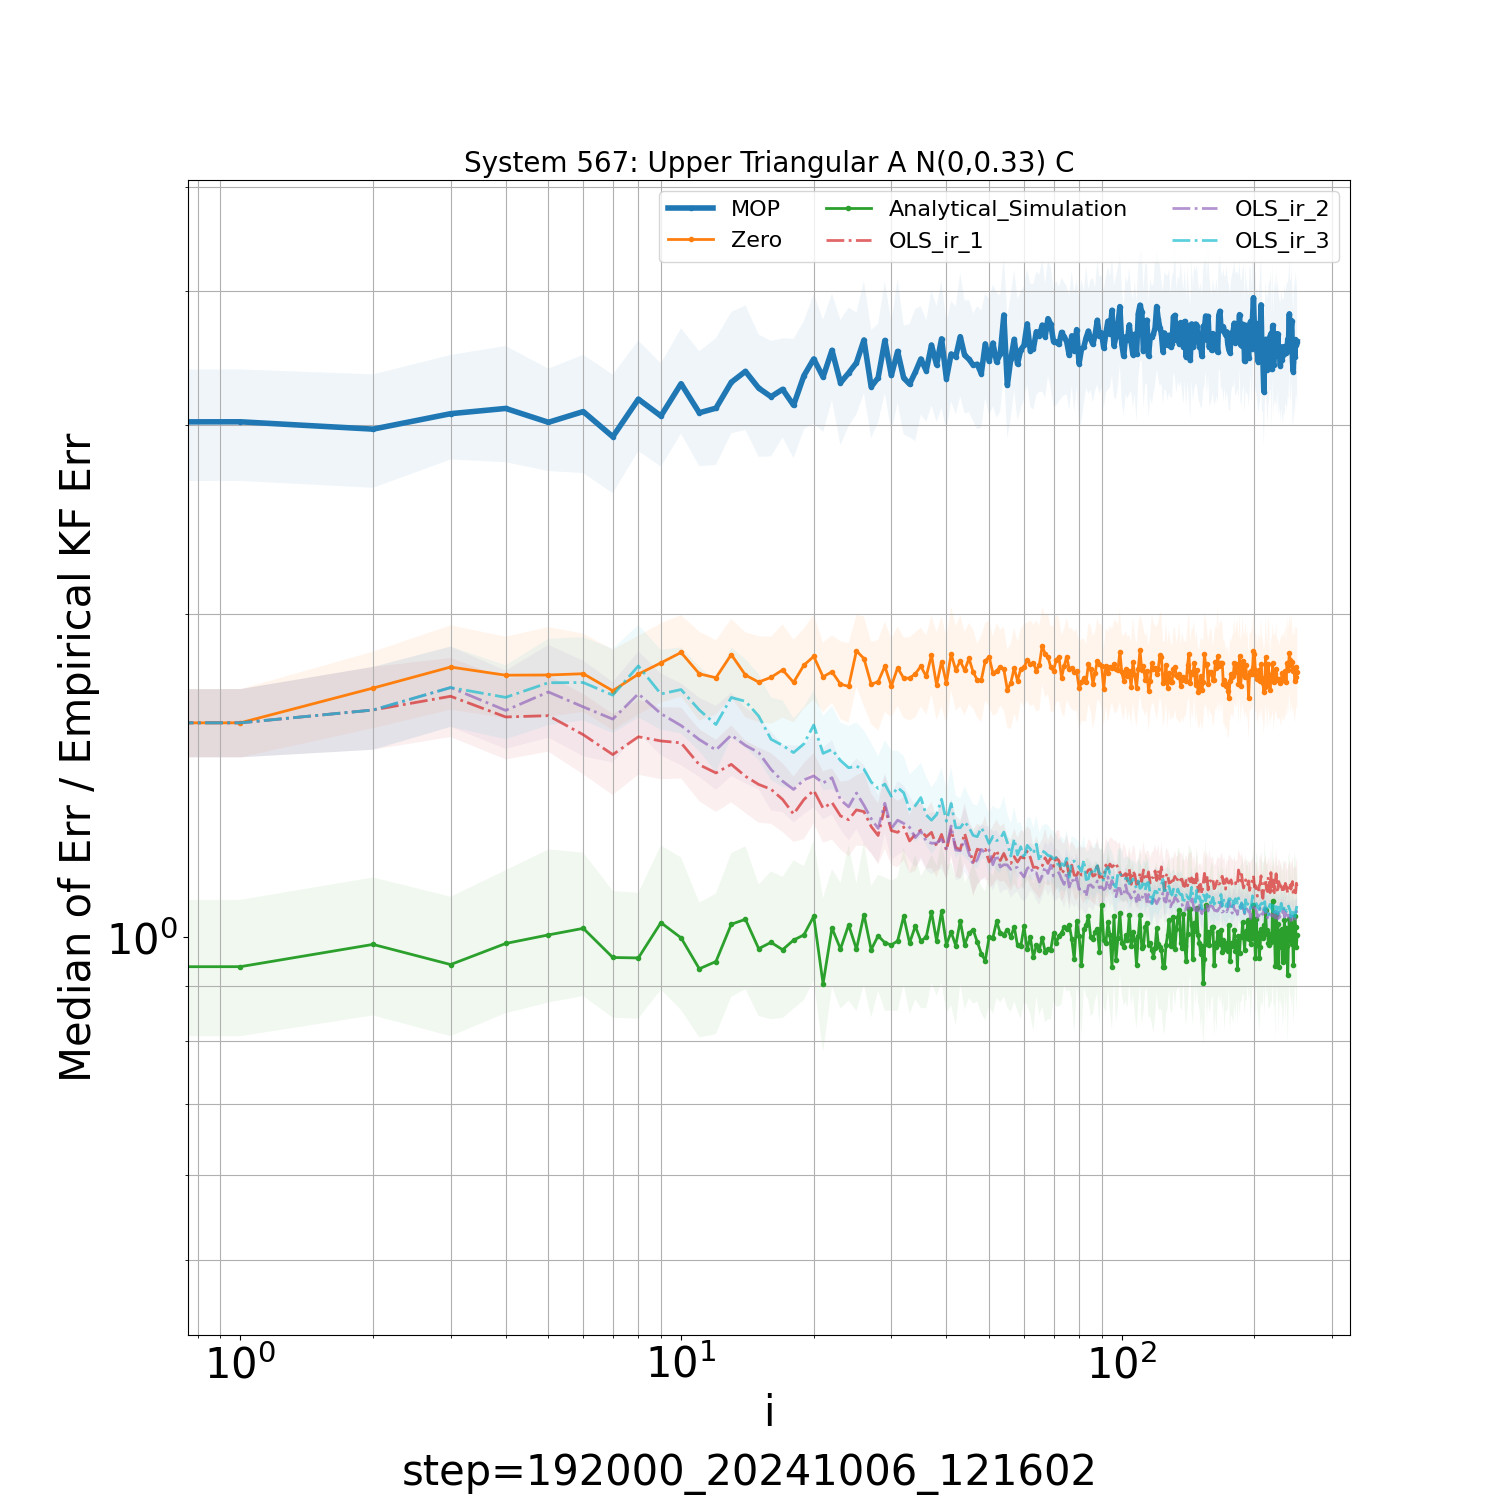 System 567: Upper Triangular A N(0,0.33) C
MOP
Zero
Analytical_Simulation
OLS_ir_1
OLS_ir_2
OLS_ir_3
Median of Err / Empirical KF Err
10⁰
10⁰
10¹
10²
i
step=192000_20241006_121602